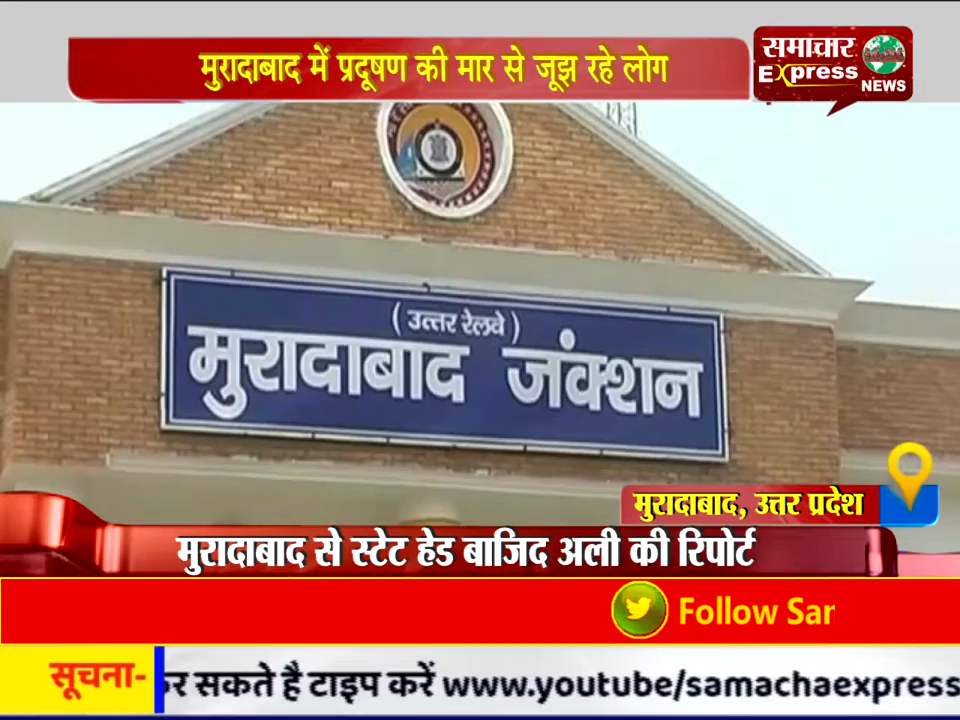 मुरादाबाद में प्रदूषण की मार से जूझ रहे लोग
समाचार
Express
NEWS
( उत्तर रेलवे )
मुरादाबाद जंक्शन
मुरादाबाद, उत्तर प्रदेश
मुरादाबाद से स्टेट हेड बाजिद अली की रिपोर्ट
Follow Sar
सूचना- कर सकते है टाइप करें www.youtube/samachaexpress